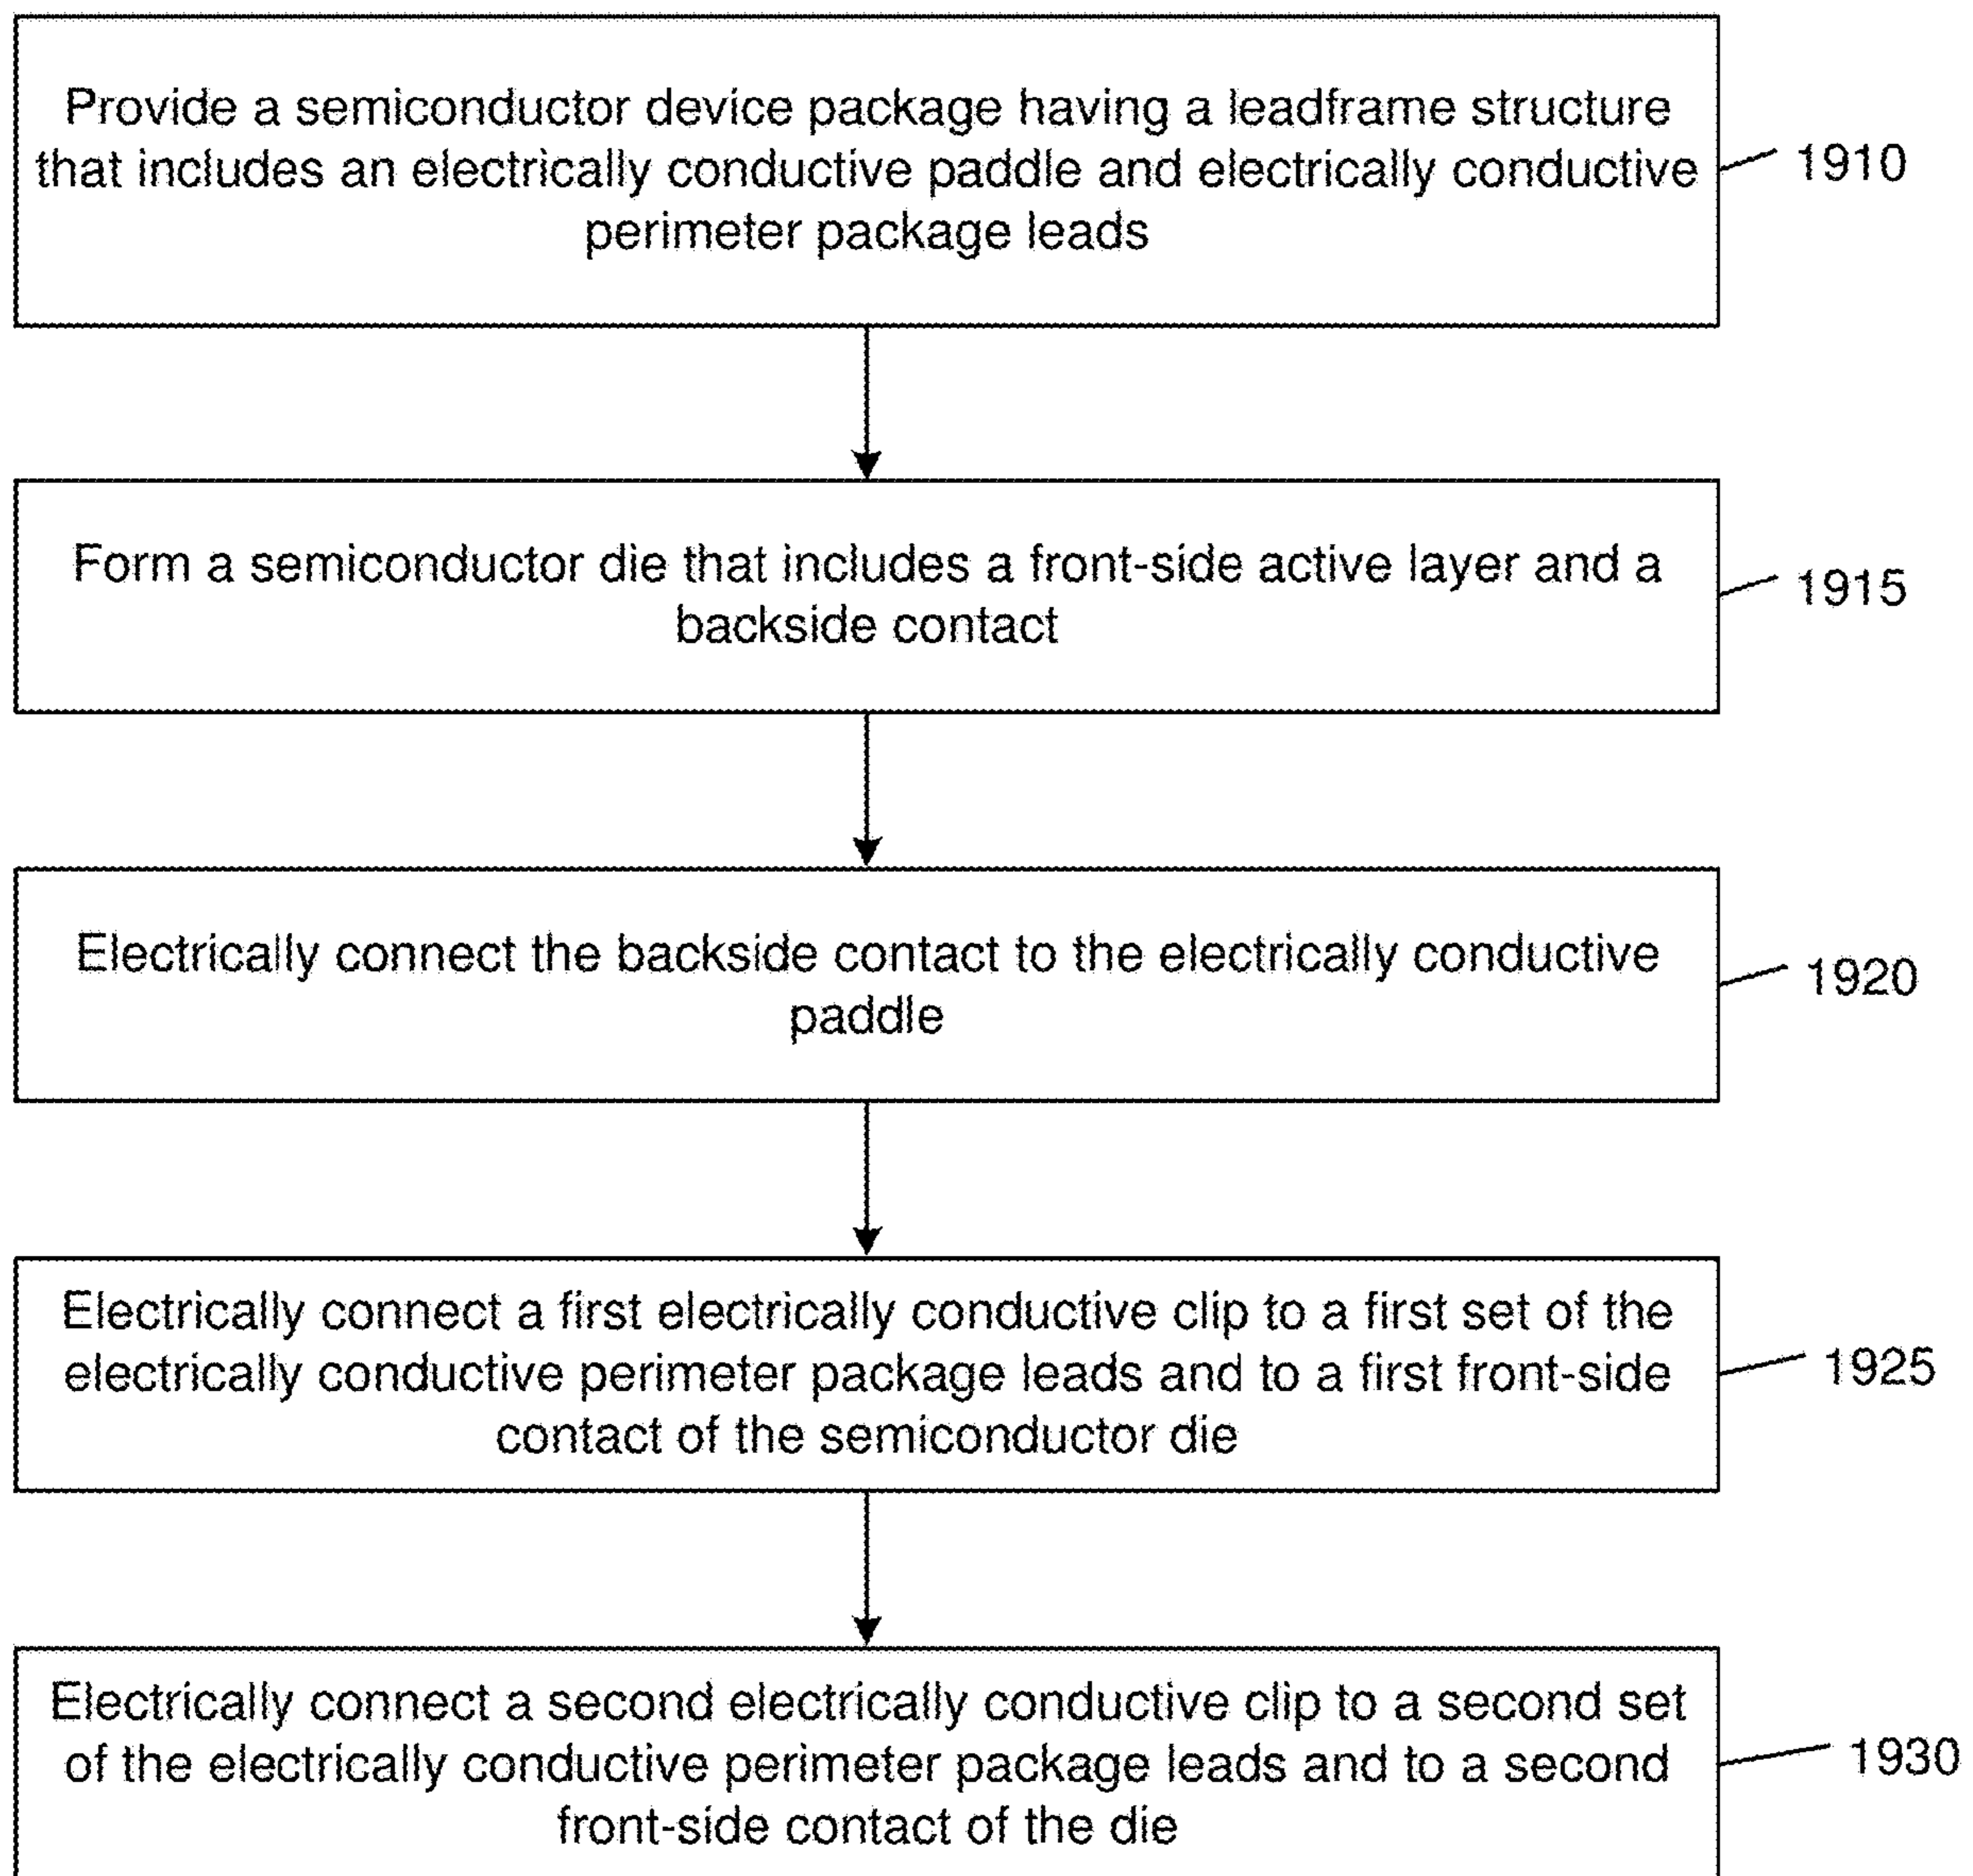 Provide a semiconductor device package having a leadframe structure
that includes an electrically conductive paddle and electrically conductive
perimeter package leads
1910
Form a semiconductor die that includes a front-side active layer and a
backside contact
1915
Electrically connect the backside contact to the electrically conductive
paddle
1920
Electrically connect a first electrically conductive clip to a first set of the
electrically conductive perimeter package leads and to a first front-side
contact of the semiconductor die
1925
Electrically connect a second electrically conductive clip to a second set
of the electrically conductive perimeter package leads and to a second
front-side contact of the die
1930